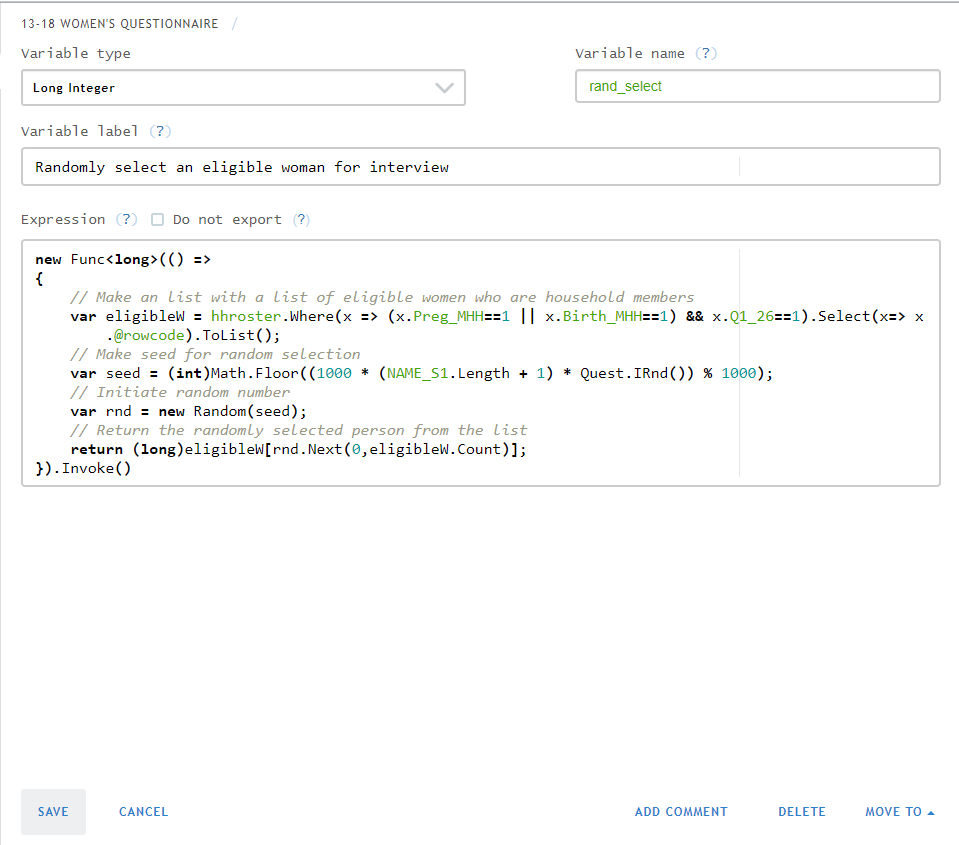 13-18 WOMEN'S QUESTIONNAIRE /
Variable type
Variable name (?)
Long Integer
rand_select
Variable label (?)
Randomly select an eligible woman for interview
Expression (?) Do not export (?)
new Func<long>(() =>
{
// Make an list with a list of eligible women who are household members
var eligibleW = hhroster.Where(x => (x.Preg_MHH==1 || x.Birth_MHH==1) && x.Q1_26==1).Select(x=> x
.@rowcode).ToList();
// Make seed for random selection
var seed = (int)Math.Floor((1000 * (NAME_S1.Length + 1) * Quest.IRnd()) % 1000);
// Initiate random number
var rnd = new Random(seed);
// Return the randomly selected person from the list
return (long)eligibleW[rnd.Next(0,eligibleW.Count)];
}).Invoke()
SAVE CANCEL ADD COMMENT DELETE MOVE TO